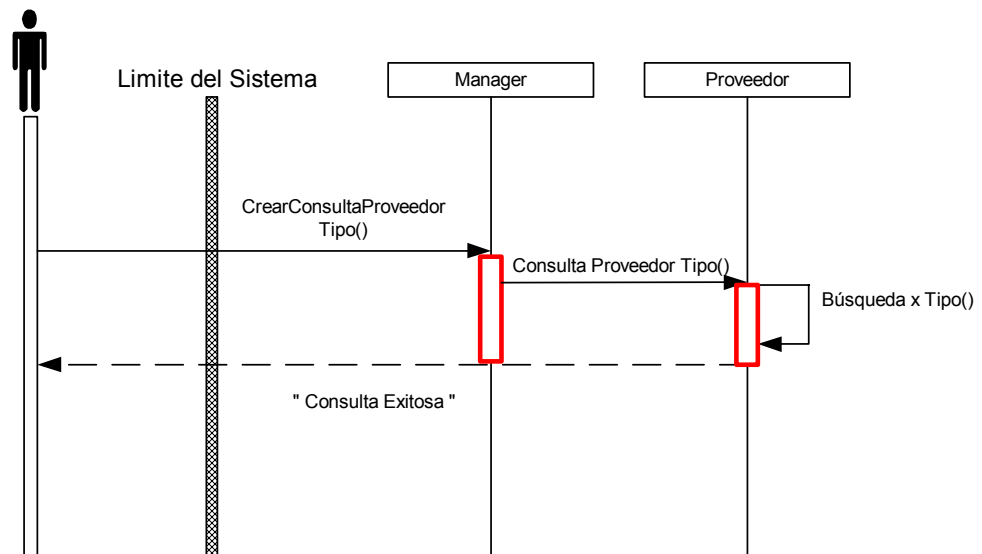 Limite del Sistema
Manager
Proveedor
CrearConsultaProveedor
Tipo()
Consulta Proveedor Tipo()
Búsqueda x Tipo()
" Consulta Exitosa "